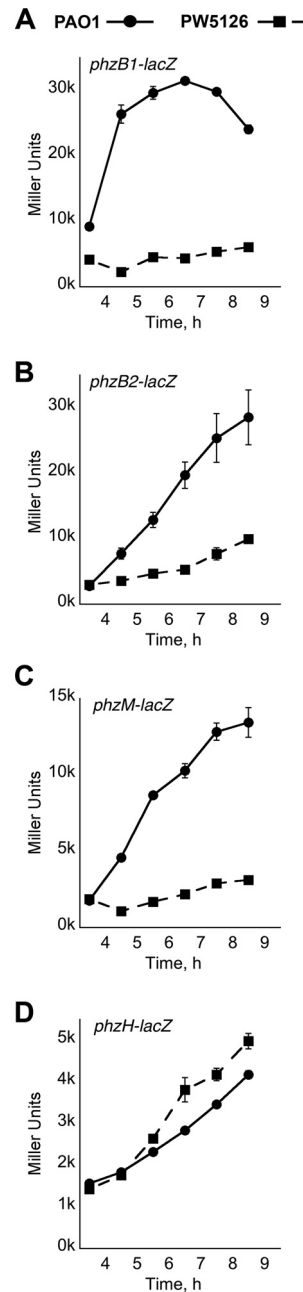 A PAO1 PW5126
phzB1-lacZ
30k
20k
10k
0k
Miller Units
4 5 6 7 8 9
Time, h
B
phzB2-lacZ
30k
20k
10k
0k
Miller Units
4 5 6 7 8 9
Time, h
C
phzM-lacZ
15k
10k
5k
0k
Miller Units
4 5 6 7 8 9
Time, h
D
phzH-lacZ
5k
4k
3k
2k
1k
0k
Miller Units
4 5 6 7 8 9
Time, h